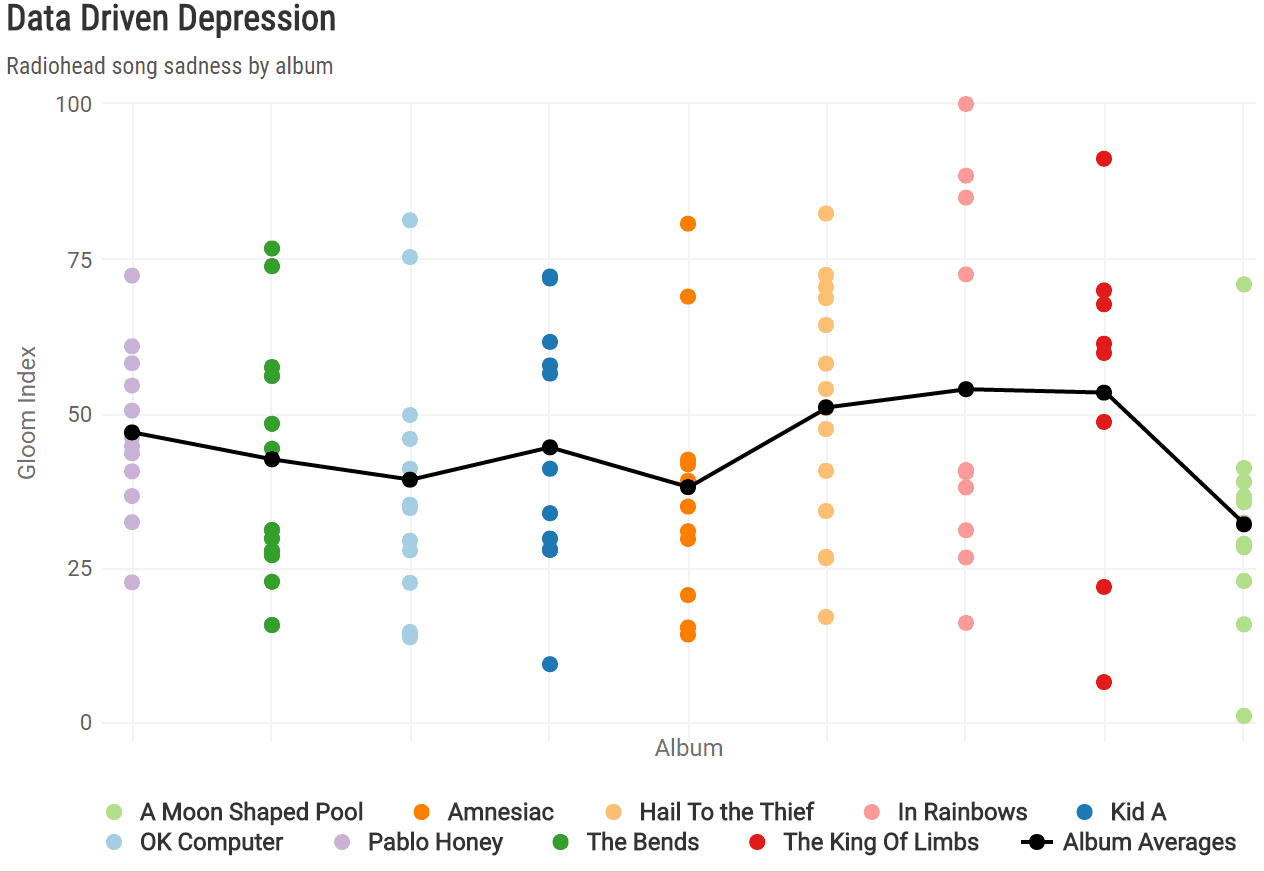 Data Driven Depression
Radiohead song sadness by album
100
75
50
25
0
Gloom Index
Album
A Moon Shaped Pool Amnesiac Hail To the Thief In Rainbows Kid A
OK Computer Pablo Honey The Bends The King Of Limbs Album Averages